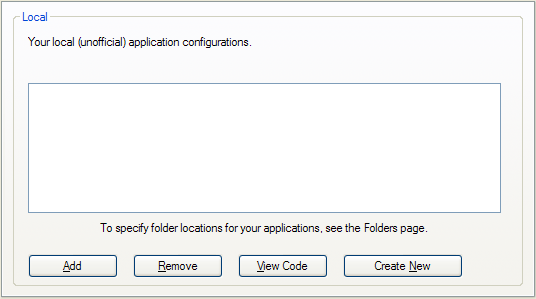 Local
Your local (unofficial) application configurations.
To specify folder locations for your applications, see the Folders page.
Add
Remove
View Code
Create New